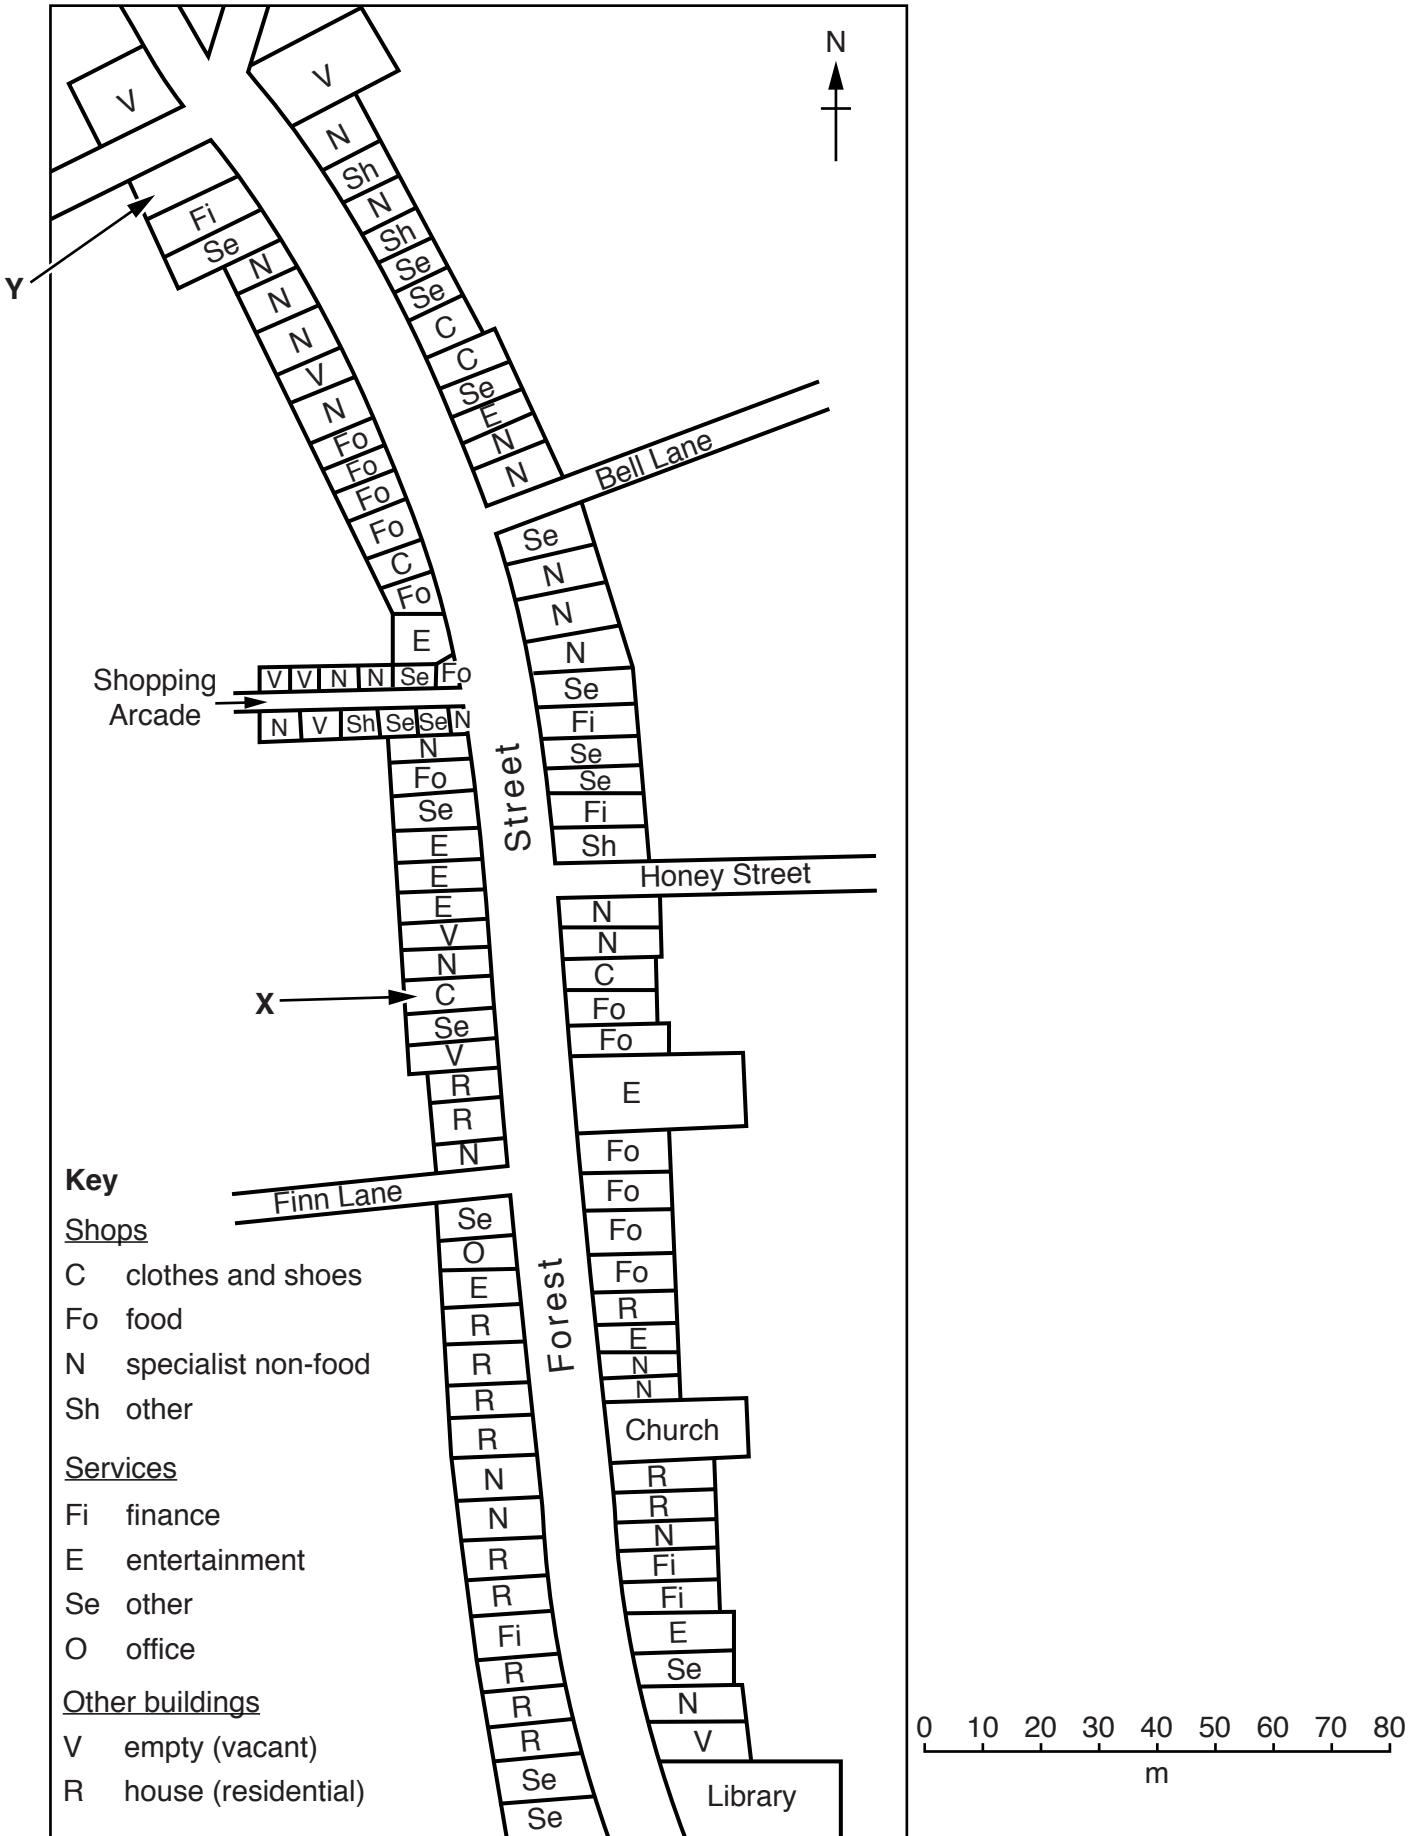 N
V
V
N
Sh
N
Sh
Se
Se
C
C
Se
E
N
N
Bell Lane
Y
Fi
Se
N
N
N
V
N
Fo
Fo
Fo
Fo
C
Fo
E
Se
N
N
N
Se
Fi
Se
Se
Fi
Sh
Shopping
Arcade
V V N N Se Fo
N V Sh Se Se N
N
Fo
Se
E
E
E
V
N
X
C
Se
V
R
R
N
Street
Honey Street
N
N
C
Fo
Fo
E
Fo
Fo
Fo
Fo
R
E
N
N
Church
R
R
N
Fi
Fi
E
Se
N
V
Library
Finn Lane
Forest
Se
O
E
R
R
R
R
N
N
R
R
Fi
R
R
R
Se
Se
Key
Shops
C clothes and shoes
Fo food
N specialist non-food
Sh other
Services
Fi finance
E entertainment
Se other
O office
Other buildings
V empty (vacant)
R house (residential)
0 10 20 30 40 50 60 70 80
m